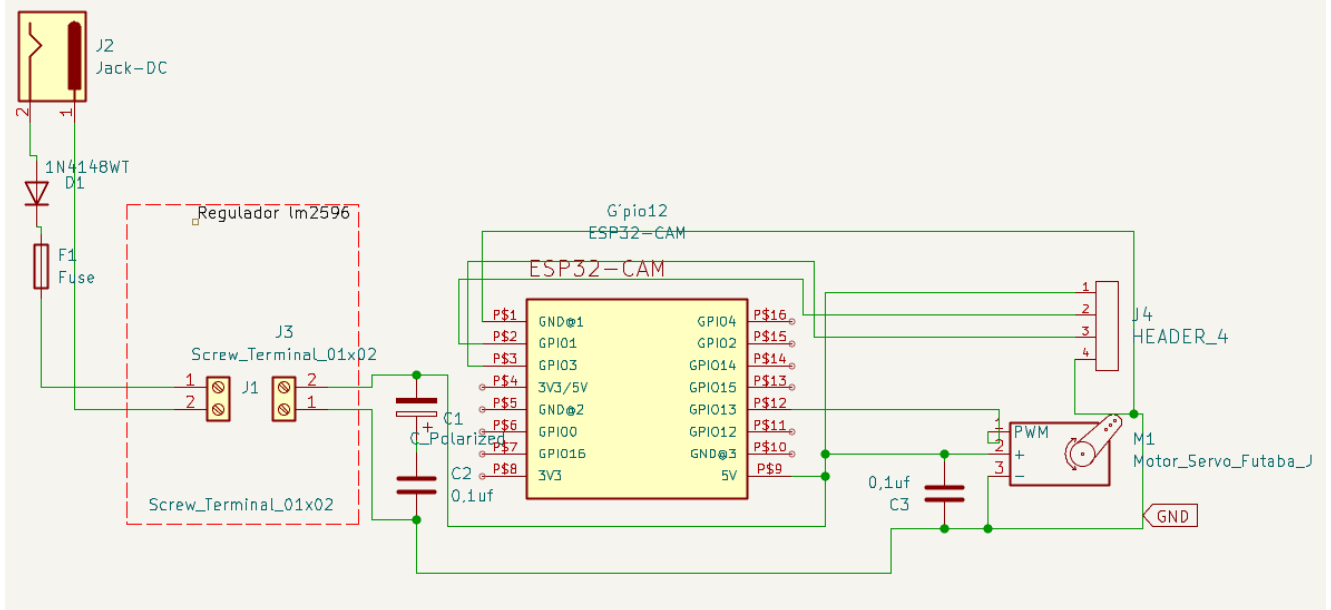 J2
Jack-DC
2
1
1N4148WT
D1
F1
Fuse
Regulador lm2596
J3
Screw_Terminal_01x02
1
2
J1
2
1
Screw_Terminal_01x02
C1
+
C_Polarized
C2
0,1uf
G'pio12
ESP32-CAM
ESP32-CAM
P$1 GND@1
P$2 GPIO1
P$3 GPIO3
P$4 3V3/5V
P$5 GND@2
P$6 GPIO0
P$7 GPIO16
P$8 3V3
GPIO4 P$16
GPIO2 P$15
GPIO14 P$14
GPIO15 P$13
GPIO13 P$12
GPIO12 P$11
GND@3 P$10
5V P$9
1
2
3
4
J4
HEADER_4
1 PWM
2 +
3 -
M1
Motor_Servo_Futaba_J
0,1uf
C3
GND